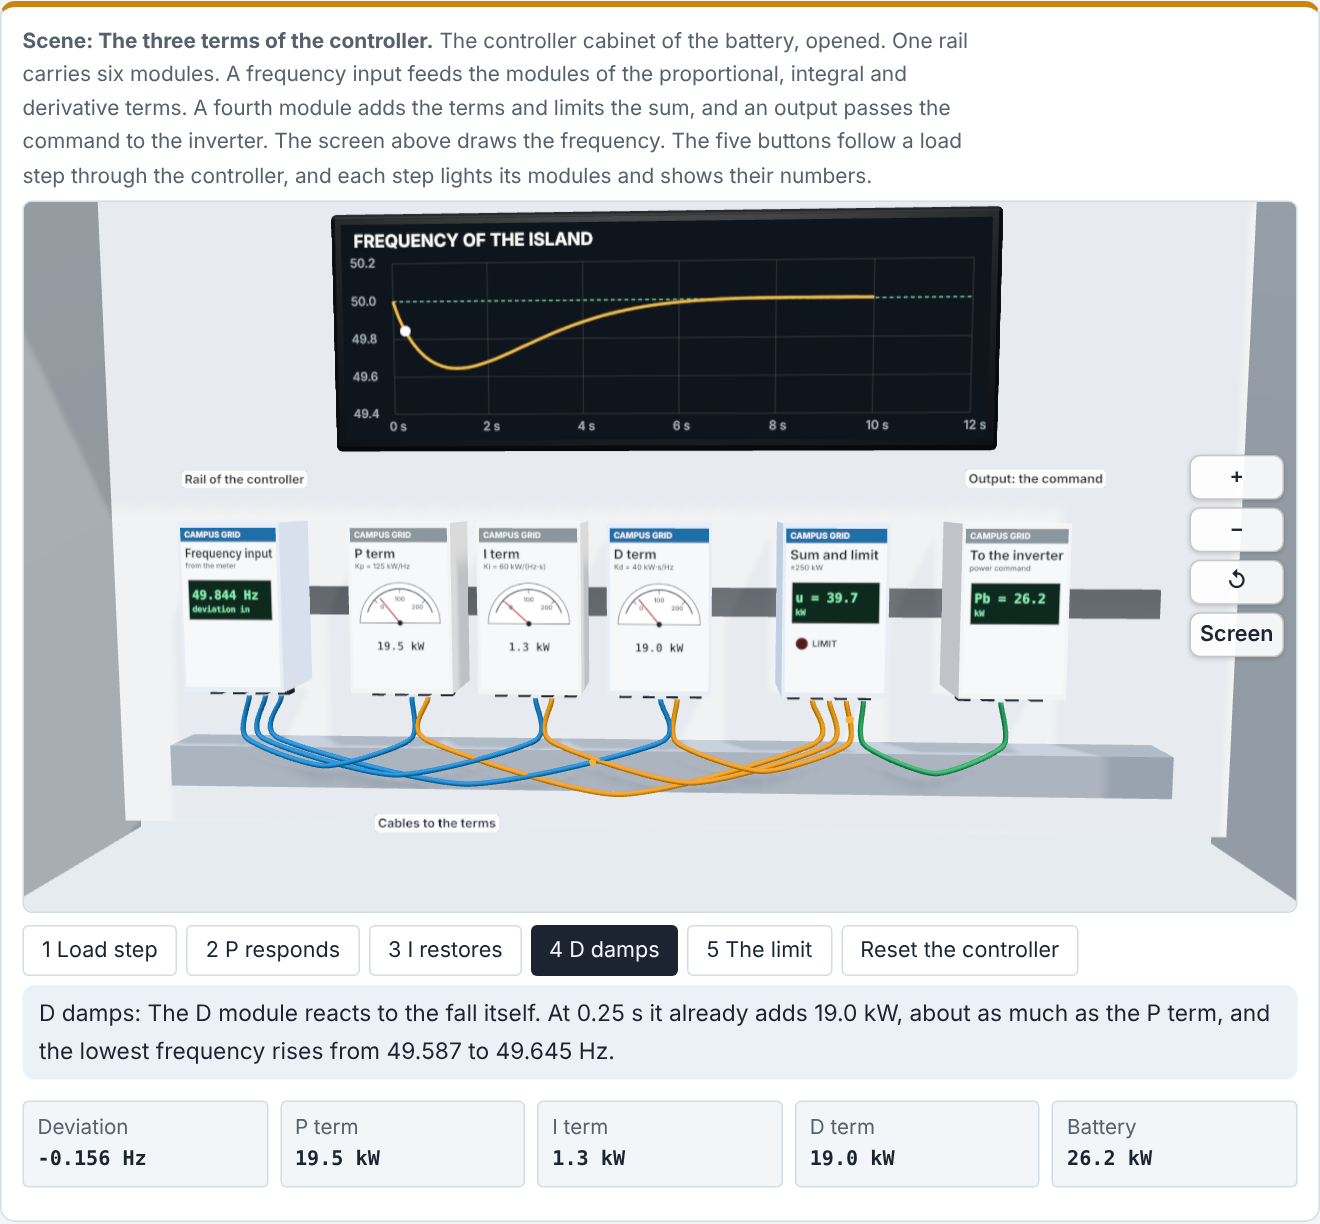 Scene: The three terms of the controller. The controller cabinet of the battery, opened. One rail
carries six modules. A frequency input feeds the modules of the proportional, integral and
derivative terms. A fourth module adds the terms and limits the sum, and an output passes the
command to the inverter. The screen above draws the frequency. The five buttons follow a load
step through the controller, and each step lights its modules and shows their numbers.
FREQUENCY OF THE ISLAND
50.2
50.0
49.8
49.6
49.4
0 s 2 s 4 s 6 s 8 s 10 s 12 s
Rail of the controller
Output: the command
CAMPUS GRID
Frequency input
from the meter
49.844 Hz
deviation in
CAMPUS GRID
P term
Kp = 125 kW/Hz
0 100 200
19.5 kW
CAMPUS GRID
I term
Ki = 60 kW/(Hz·s)
0 100 200
1.3 kW
CAMPUS GRID
D term
Kd = 40 kW·s/Hz
0 100 200
19.0 kW
CAMPUS GRID
Sum and limit
±250 kW
u = 39.7
kW
LIMIT
CAMPUS GRID
To the inverter
power command
Pb = 26.2
kW
+
−
↺
Screen
Cables to the terms
1 Load step
2 P responds
3 I restores
4 D damps
5 The limit
Reset the controller
D damps: The D module reacts to the fall itself. At 0.25 s it already adds 19.0 kW, about as much as the P term, and
the lowest frequency rises from 49.587 to 49.645 Hz.
Deviation
-0.156 Hz
P term
19.5 kW
I term
1.3 kW
D term
19.0 kW
Battery
26.2 kW